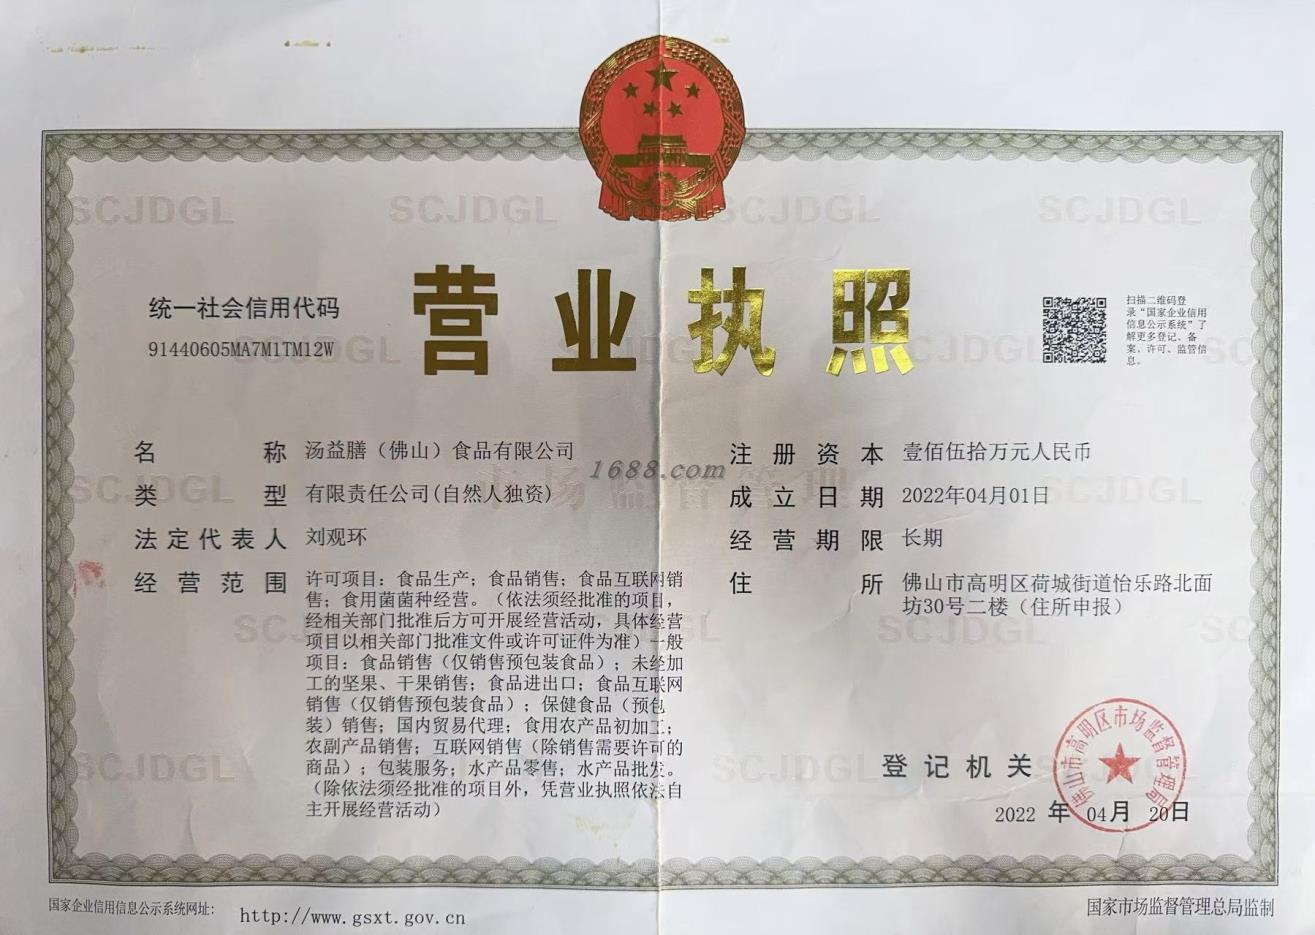 营业执照
统一社会信用代码
91440605MA7M1TM12W
扫描二维码登
录“国家企业信用
信息公示系统”了
解更多登记、备
案、许可、监管信
息。
名称 汤益膳（佛山）食品有限公司
类型 有限责任公司(自然人独资)
法定代表人 刘观环
经营范围 许可项目：食品生产；食品销售；食品互联网销
售；食用菌菌种经营。（依法须经批准的项目，
经相关部门批准后方可开展经营活动，具体经营
项目以相关部门批准文件或许可证件为准）一般
项目：食品销售（仅销售预包装食品）；未经加
工的坚果、干果销售；食品进出口；食品互联网
销售（仅销售预包装食品）；保健食品（预包
装）销售；国内贸易代理；食用农产品初加工；
农副产品销售；互联网销售（除销售需要许可的
商品）；包装服务；水产品零售；水产品批发。
（除依法须经批准的项目外，凭营业执照依法自
主开展经营活动）
注册资本 壹佰伍拾万元人民币
成立日期 2022年04月01日
经营期限 长期
住所 佛山市高明区荷城街道怡乐路北面
坊30号二楼（住所申报）
1688.com
市场监督管理
SCJDGL
登记机关
佛山市高明区市场监督管理局
2022 年 04月 20日
国家企业信用信息公示系统网址：
http://www.gsxt.gov.cn
国家市场监督管理总局监制